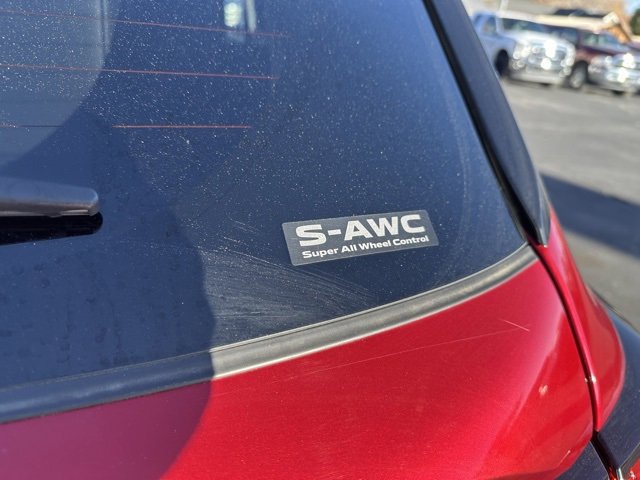 S-AWC
Super All Wheel Control